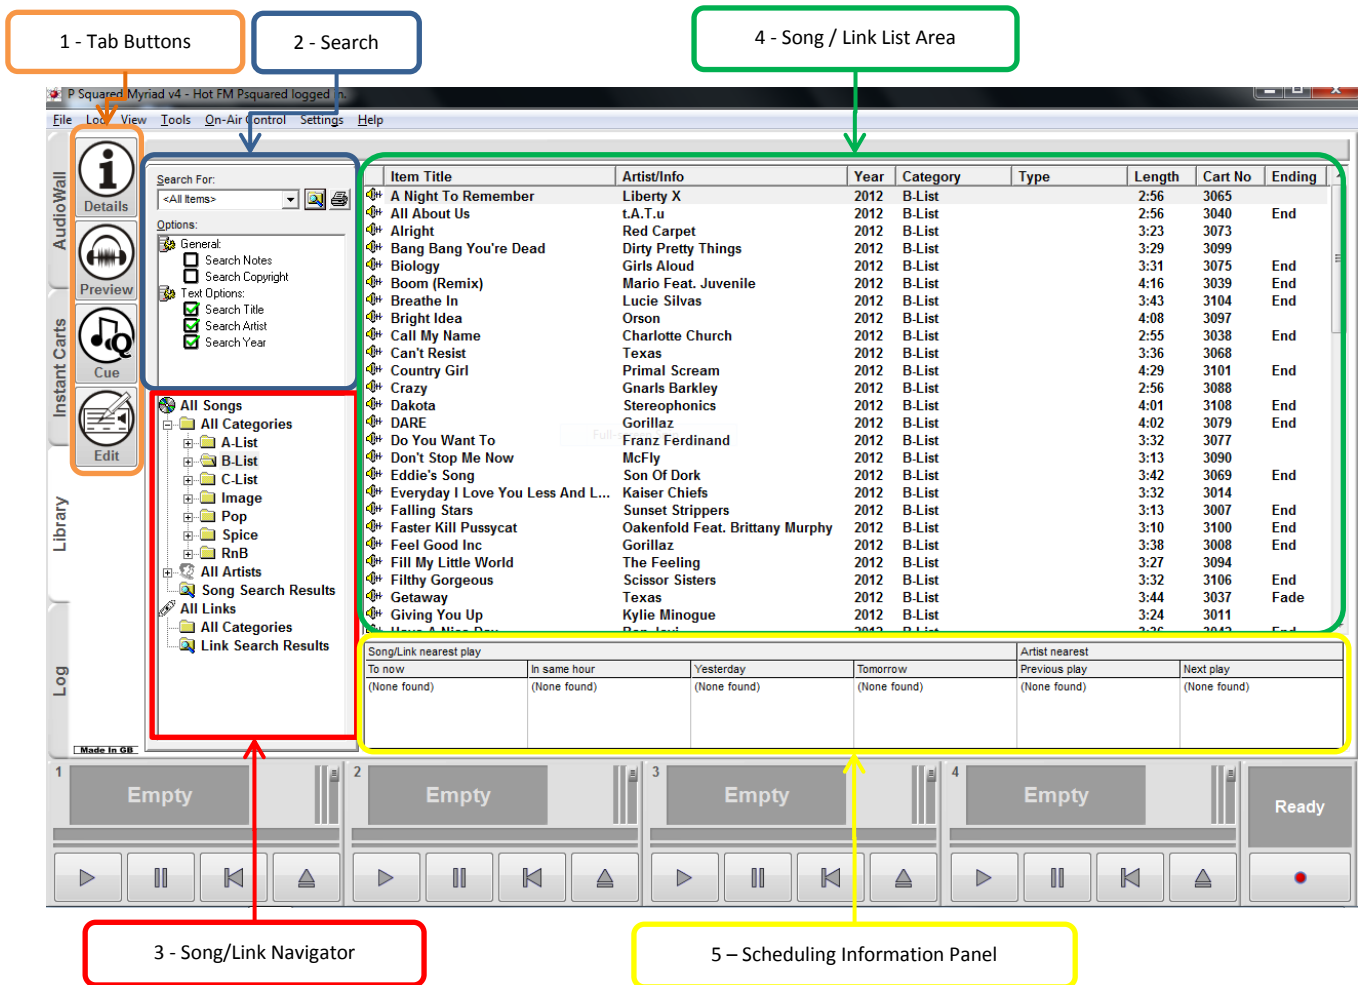 1 - Tab Buttons
2 - Search
4 - Song / Link List Area
P Squared Myriad v4 - Hot FM Psquared logged in.
File Log View Tools On-Air Control Settings Help
AudioWall
Instant Carts
Library
Log
Details
Preview
Cue
Edit
Search For:
<All Items>
Options:
General:
Search Notes
Search Copyright
Text Options:
Search Title
Search Artist
Search Year
All Songs
All Categories
A-List
B-List
C-List
Image
Pop
Spice
RnB
All Artists
Song Search Results
All Links
All Categories
Link Search Results
Made In GB
Item Title Artist/Info Year Category Type Length Cart No Ending
A Night To Remember Liberty X 2012 B-List 2:56 3065
All About Us t.A.T.u 2012 B-List 2:56 3040 End
Alright Red Carpet 2012 B-List 3:23 3073
Bang Bang You're Dead Dirty Pretty Things 2012 B-List 3:29 3099
Biology Girls Aloud 2012 B-List 3:31 3075 End
Boom (Remix) Mario Feat. Juvenile 2012 B-List 4:16 3039 End
Breathe In Lucie Silvas 2012 B-List 3:43 3104 End
Bright Idea Orson 2012 B-List 4:08 3097
Call My Name Charlotte Church 2012 B-List 2:55 3038 End
Can't Resist Texas 2012 B-List 3:36 3068
Country Girl Primal Scream 2012 B-List 4:29 3101 End
Crazy Gnarls Barkley 2012 B-List 2:56 3088
Dakota Stereophonics 2012 B-List 4:01 3108 End
DARE Gorillaz 2012 B-List 4:02 3079 End
Do You Want To Franz Ferdinand 2012 B-List 3:32 3077
Don't Stop Me Now McFly 2012 B-List 3:13 3090
Eddie's Song Son Of Dork 2012 B-List 3:42 3069 End
Everyday I Love You Less And L... Kaiser Chiefs 2012 B-List 3:32 3014
Falling Stars Sunset Strippers 2012 B-List 3:13 3007 End
Faster Kill Pussycat Oakenfold Feat. Brittany Murphy 2012 B-List 3:10 3100 End
Feel Good Inc Gorillaz 2012 B-List 3:38 3008 End
Fill My Little World The Feeling 2012 B-List 3:27 3094
Filthy Gorgeous Scissor Sisters 2012 B-List 3:32 3106 End
Getaway Texas 2012 B-List 3:44 3037 Fade
Giving You Up Kylie Minogue 2012 B-List 3:24 3011
Have A Nice Day Bon Jovi 2012 B-List 3:36 3042 End
Song/Link nearest play Artist nearest
To now In same hour Yesterday Tomorrow Previous play Next play
(None found) (None found) (None found) (None found) (None found) (None found)
1 Empty
2 Empty
3 Empty
4 Empty
Ready
3 - Song/Link Navigator
5 – Scheduling Information Panel